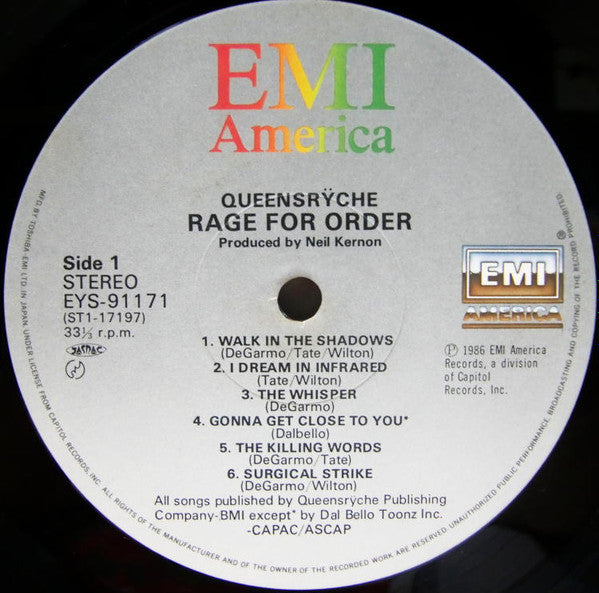 EMI
America
QUEENSRŸCHE
RAGE FOR ORDER
Produced by Neil Kernon
Side 1
STEREO
EYS-91171
(ST1-17197)
33⅓ r.p.m.
JASRAC
EMI
AMERICA
Ⓟ 1986 EMI America
Records, a division
of Capitol
Records, Inc.
1. WALK IN THE SHADOWS
(DeGarmo/Tate/Wilton)
2. I DREAM IN INFRARED
(Tate/Wilton)
3. THE WHISPER
(DeGarmo)
4. GONNA GET CLOSE TO YOU*
(Dalbello)
5. THE KILLING WORDS
(DeGarmo/Tate)
6. SURGICAL STRIKE
(DeGarmo/Wilton)
All songs published by Queensrÿche Publishing
Company-BMI except* by Dal Bello Toonz Inc.
-CAPAC/ASCAP
MFD. BY TOSHIBA-EMI LTD. IN JAPAN. UNDER LICENSE FROM CAPITOL RECORDS, INC. ALL RIGHTS OF THE MANUFACTURER AND OF THE OWNER OF THE RECORDED WORK ARE RESERVED. UNAUTHORIZED PUBLIC PERFORMANCE, BROADCASTING AND COPYING OF THE RECORD PROHIBITED.
Ⓡ